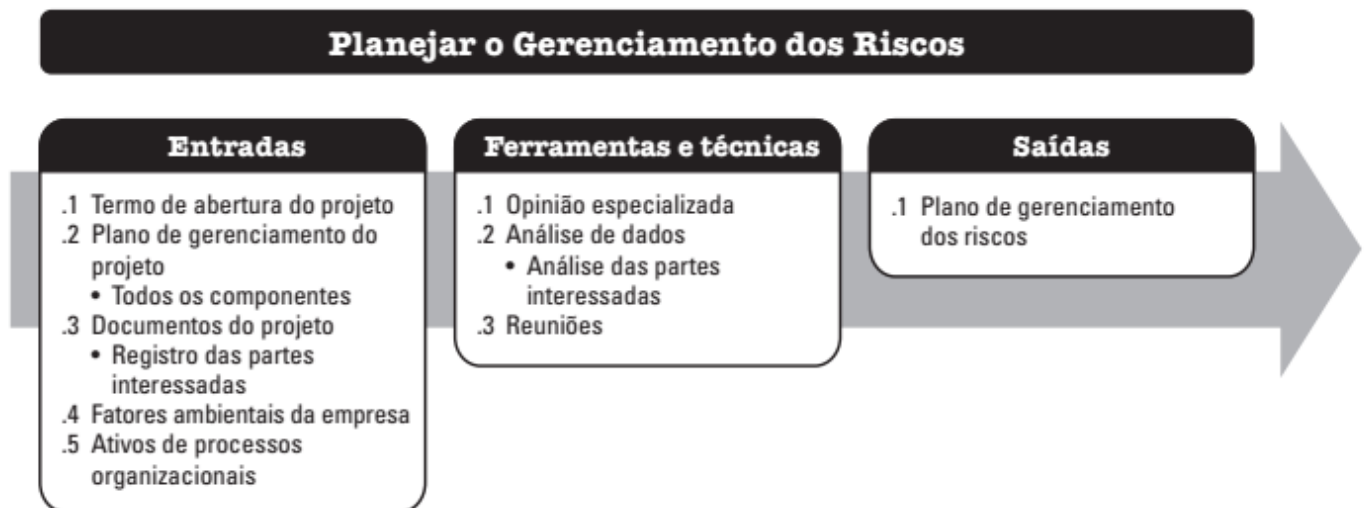 Planejar o Gerenciamento dos Riscos
Entradas
.1 Termo de abertura do projeto
.2 Plano de gerenciamento do
projeto
• Todos os componentes
.3 Documentos do projeto
• Registro das partes
interessadas
.4 Fatores ambientais da empresa
.5 Ativos de processos
organizacionais
Ferramentas e técnicas
.1 Opinião especializada
.2 Análise de dados
• Análise das partes
interessadas
.3 Reuniões
Saídas
.1 Plano de gerenciamento
dos riscos